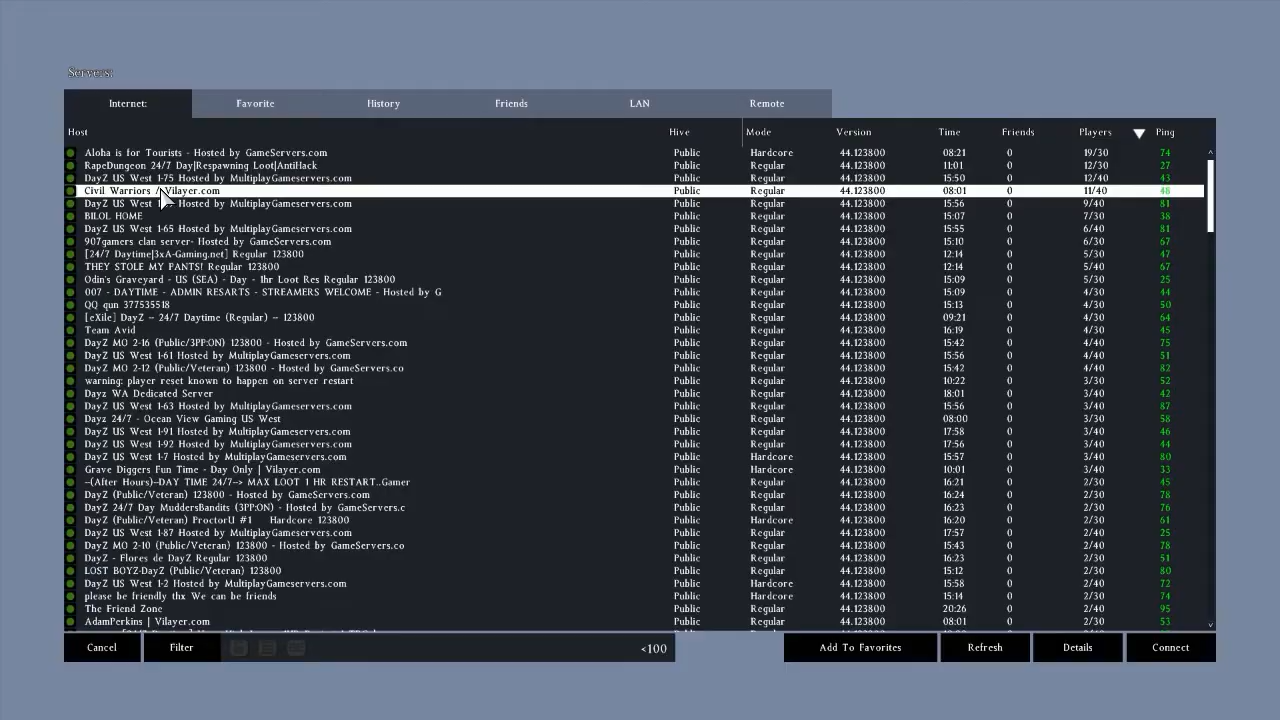 Servers:
Internet: Favorite History Friends LAN Remote
Host Hive Mode Version Time Friends Players Ping
Aloha is for Tourists - Hosted by GameServers.com Public Hardcore 44.123800 08:21 0 19/30 74
RapeDungeon 24/7 Day|Respawning Loot|AntiHack Public Regular 44.123800 11:01 0 12/30 27
DayZ US West 1-75 Hosted by MultiplayGameservers.com Public Regular 44.123800 15:50 0 12/40 43
Civil Warriors / Vilayer.com Public Regular 44.123800 08:01 0 11/40 48
DayZ US West Hosted by MultiplayGameservers.com Public Regular 44.123800 15:56 0 9/40 81
BILOL HOME Public Regular 44.123800 15:07 0 7/30 38
DayZ US West 1-65 Hosted by MultiplayGameservers.com Public Regular 44.123800 15:55 0 6/40 81
907gamers clan server- Hosted by GameServers.com Public Regular 44.123800 15:10 0 6/30 67
[24/7 Daytime|3xA-Gaming.net] Regular 123800 Public Regular 44.123800 12:14 0 5/30 47
THEY STOLE MY PANTS! Regular 123800 Public Regular 44.123800 12:14 0 5/40 67
Odin's Graveyard - US (SEA) - Day - 1hr Loot Res Regular 123800 Public Regular 44.123800 15:09 0 5/30 25
007 - DAYTIME - ADMIN RESARTS - STREAMERS WELCOME - Hosted by G Public Regular 44.123800 15:09 0 4/30 44
QQ qun 377535518 Public Regular 44.123800 15:13 0 4/30 50
[eXile] DayZ -- 24/7 Daytime (Regular) -- 123800 Public Regular 44.123800 09:21 0 4/30 64
Team Avid Public Regular 44.123800 16:19 0 4/30 45
DayZ MO 2-16 (Public/3PP:ON) 123800 - Hosted by GameServers.com Public Regular 44.123800 15:42 0 4/40 75
DayZ US West 1-61 Hosted by MultiplayGameservers.com Public Regular 44.123800 15:56 0 4/40 51
DayZ MO 2-12 (Public/Veteran) 123800 - Hosted by GameServers.co Public Regular 44.123800 15:42 0 4/40 82
warning: player reset known to happen on server restart Public Regular 44.123800 10:22 0 3/30 52
Dayz WA Dedicated Server Public Regular 44.123800 18:01 0 3/40 42
DayZ US West 1-63 Hosted by MultiplayGameservers.com Public Regular 44.123800 15:56 0 3/40 87
Dayz 24/7 - Ocean View Gaming US West Public Regular 44.123800 08:00 0 3/30 58
DayZ US West 1-91 Hosted by MultiplayGameservers.com Public Regular 44.123800 17:58 0 3/40 46
DayZ US West 1-92 Hosted by MultiplayGameservers.com Public Regular 44.123800 17:56 0 3/40 44
DayZ US West 1-7 Hosted by MultiplayGameservers.com Public Hardcore 44.123800 15:57 0 3/40 80
Grave Diggers Fun Time - Day Only | Vilayer.com Public Hardcore 44.123800 10:01 0 3/40 33
--(After Hours)--DAY TIME 24/7--> MAX LOOT 1 HR RESTART..Gamer Public Regular 44.123800 16:21 0 2/40 45
DayZ (Public/Veteran) 123800 - Hosted by GameServers.com Public Regular 44.123800 16:24 0 2/40 78
DayZ 24/7 Day MuddersBandits (3PP:ON) - Hosted by GameServers.c Public Regular 44.123800 16:23 0 2/30 76
DayZ (Public/Veteran) ProctorU #1 Hardcore 123800 Public Hardcore 44.123800 16:20 0 2/30 61
DayZ US West 1-87 Hosted by MultiplayGameservers.com Public Regular 44.123800 17:57 0 2/40 25
DayZ MO 2-10 (Public/Veteran) 123800 - Hosted by GameServers.co Public Regular 44.123800 15:43 0 2/40 78
DayZ - Flores de DayZ Regular 123800 Public Regular 44.123800 16:23 0 2/30 51
LOST BOYZ-DayZ (Public/Veteran) 123800 Public Regular 44.123800 15:12 0 2/30 80
DayZ US West 1-2 Hosted by MultiplayGameservers.com Public Hardcore 44.123800 15:58 0 2/40 72
please be friendly thx We can be friends Public Hardcore 44.123800 15:14 0 2/30 74
The Friend Zone Public Regular 44.123800 20:26 0 2/40 95
AdamPerkins | Vilayer.com Public Regular 44.123800 08:01 0 2/30 53
Cancel Filter <100 Add To Favorites Refresh Details Connect